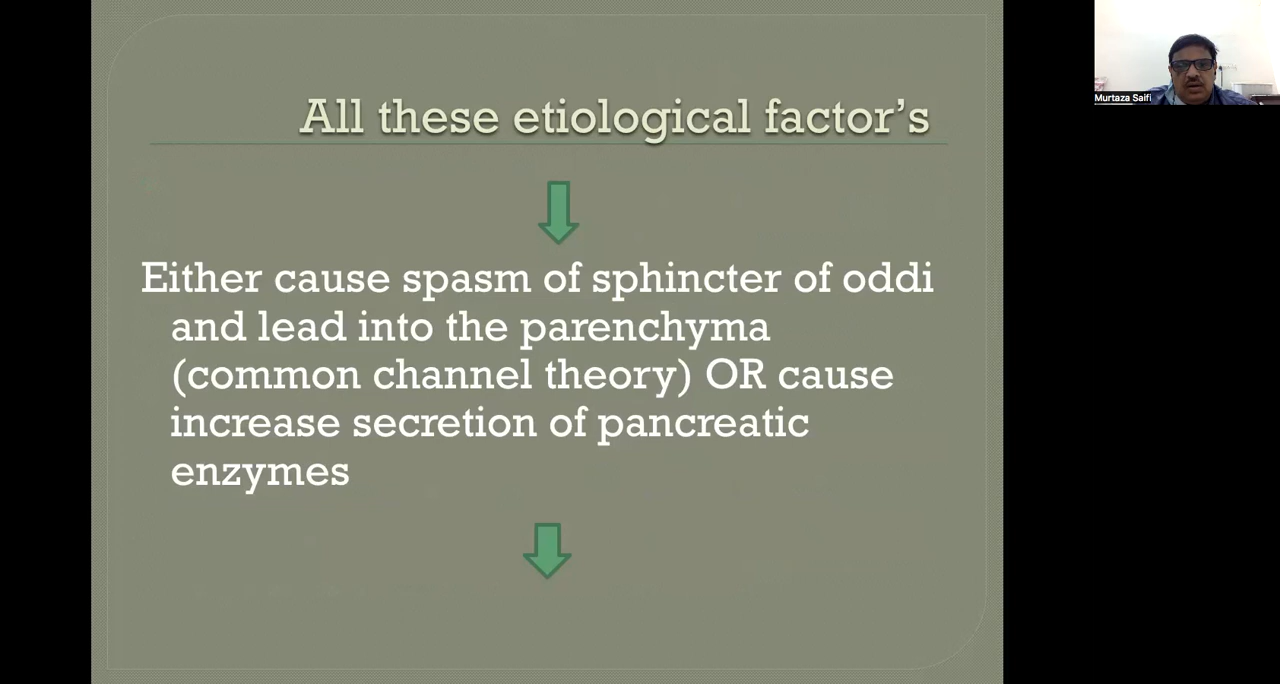 All these etiological factor’s
Either cause spasm of sphincter of oddi
and lead into the parenchyma
(common channel theory) OR cause
increase secretion of pancreatic
enzymes
Murtaza Saifi